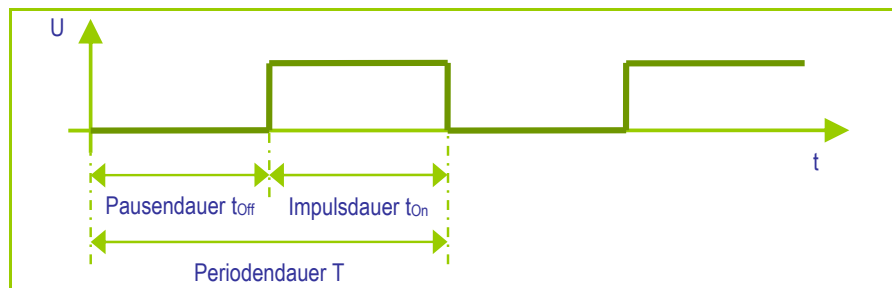 U
t
Pausendauer tOff
Impulsdauer tOn
Periodendauer T